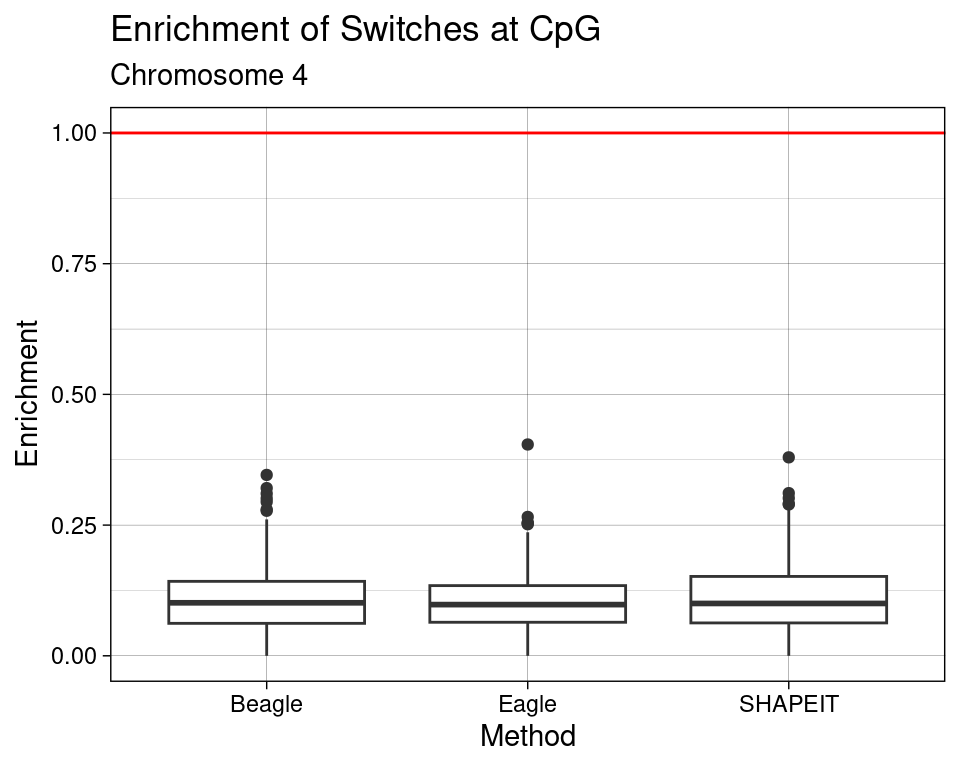 Enrichment of Switches at CpG
Chromosome 4
1.00
0.75
0.50
0.25
0.00
Enrichment
Beagle
Eagle
SHAPEIT
Method